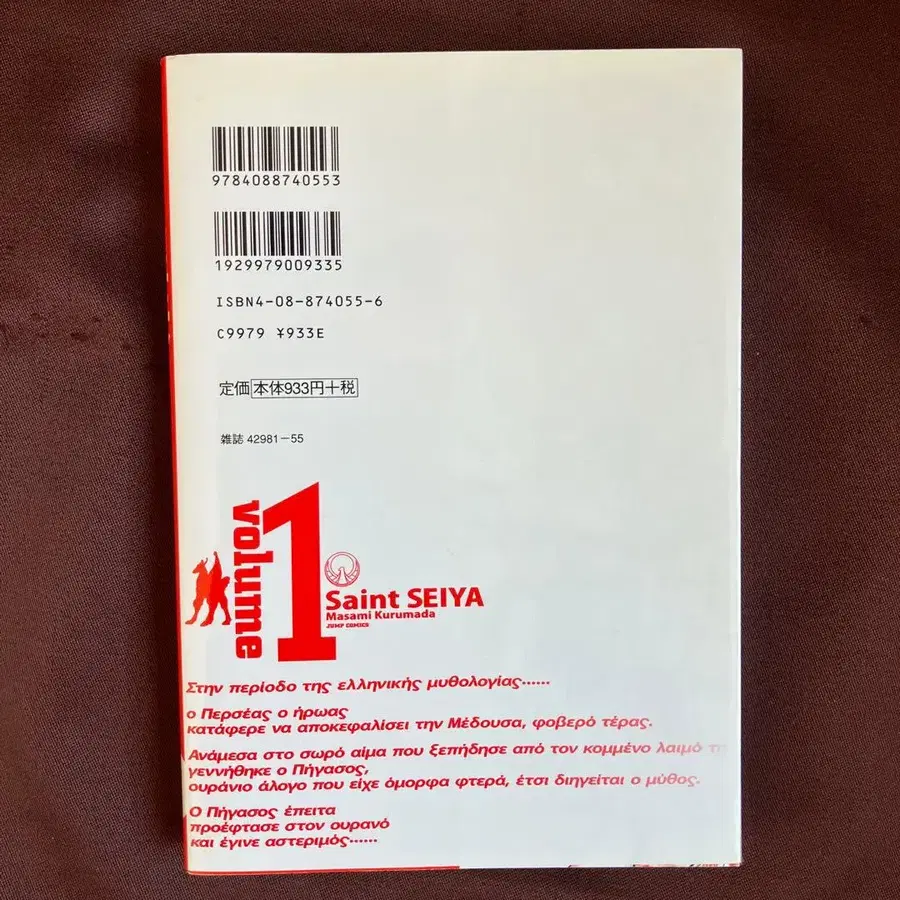 9784088740553
1929979009335
ISBN4-08-874055-6
C9979 ¥933E
定価 本体933円+税
雑誌 42981-55
volume 1
Saint SEIYA
Masami Kurumada
JUMP COMICS
Στην περίοδο της ελληνικής μυθολογίας……
ο Περσέας ο ήρωας
κατάφερε να αποκεφαλίσει την Μέδουσα, φοβερό τέρας.
Ανάμεσα στο σωρό αίμα που ξεπήδησε από τον κομμένο λαιμό
γεννήθηκε ο Πήγασος,
ουράνιο άλογο που είχε όμορφα φτερά, έτσι διηγείται ο μύθος.
Ο Πήγασος έπειτα
προέφτασε στον ουρανό
και έγινε αστεριμός……